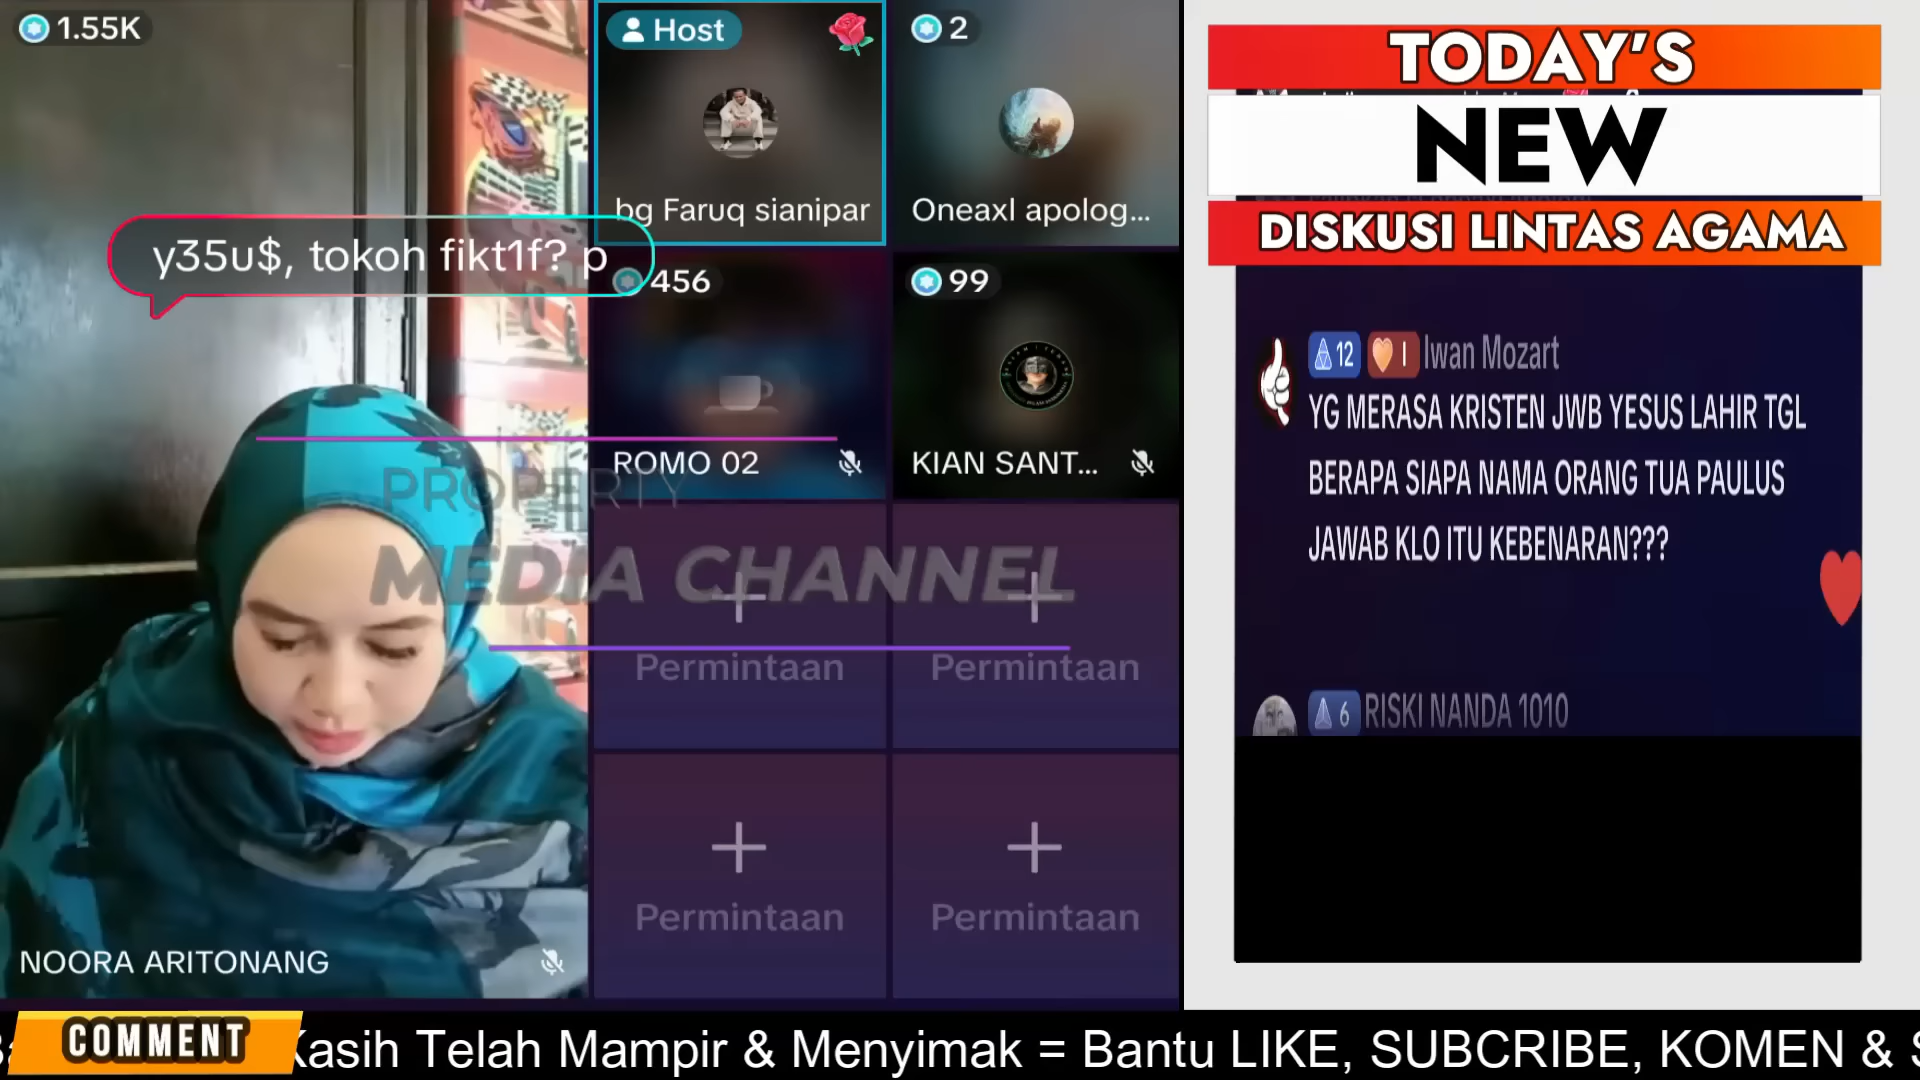 1.55K
Host
2
bg Faruq sianipar
Oneaxl apolog...
y35u$, tokoh fikt1f? p
456
99
ROMO 02
KIAN SANT...
PROPERTY
MEDIA CHANNEL
Permintaan
Permintaan
Permintaan
Permintaan
NOORA ARITONANG
TODAY'S
NEW
DISKUSI LINTAS AGAMA
12
1
Iwan Mozart
YG MERASA KRISTEN JWB YESUS LAHIR TGL
BERAPA SIAPA NAMA ORANG TUA PAULUS
JAWAB KLO ITU KEBENARAN???
6 RISKI NANDA 1010
COMMENT
Kasih Telah Mampir & Menyimak = Bantu LIKE, SUBCRIBE, KOMEN &